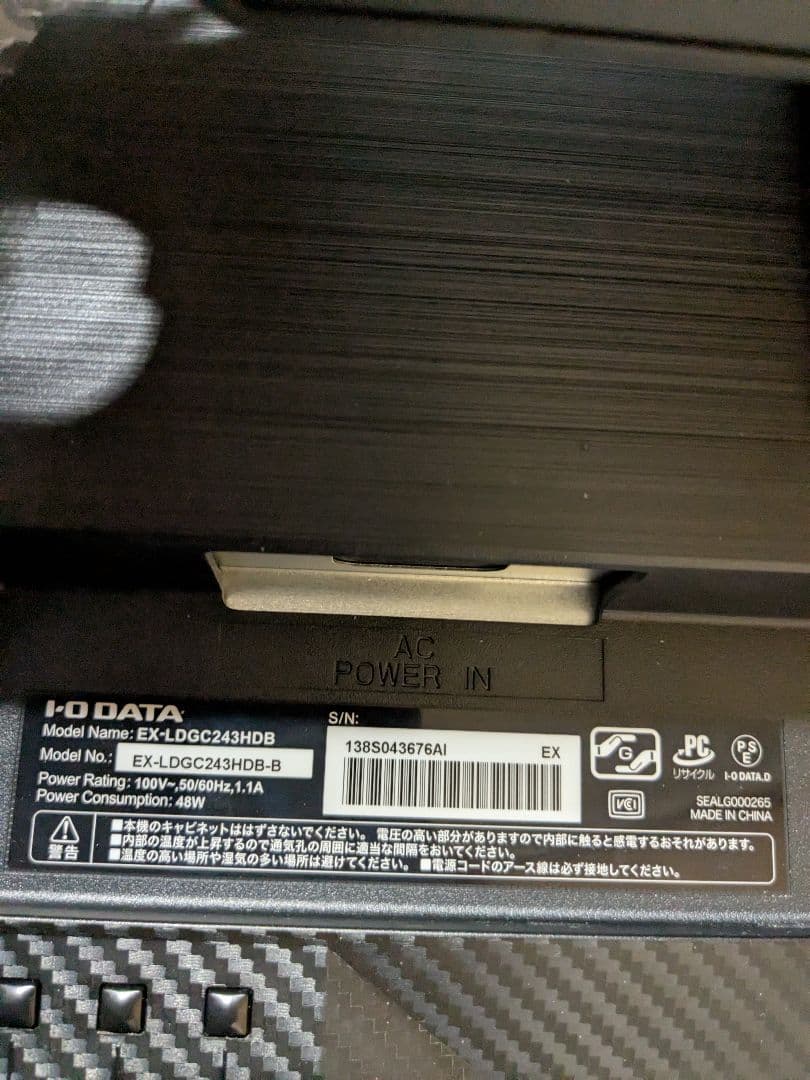 AC
POWER IN
I-O DATA
Model Name: EX-LDGC243HDB
Model No.: EX-LDGC243HDB-B
Power Rating: 100V~,50/60Hz,1.1A
Power Consumption: 48W
S/N:
138S043676AI EX
G
PC
リサイクル
PS
E
I-O DATA.D
VCCI
SEALG000265
MADE IN CHINA
警告
■本機のキャビネットははずさないでください。 電圧の高い部分がありますので内部に触ると感電するおそれがあります。
■内部の温度が上昇するので通気孔の周囲に適当な間隔をおいてください。
■温度の高い場所や湿気の多い場所は避けてください。 ■電源コードのアース線は必ず接地してください。